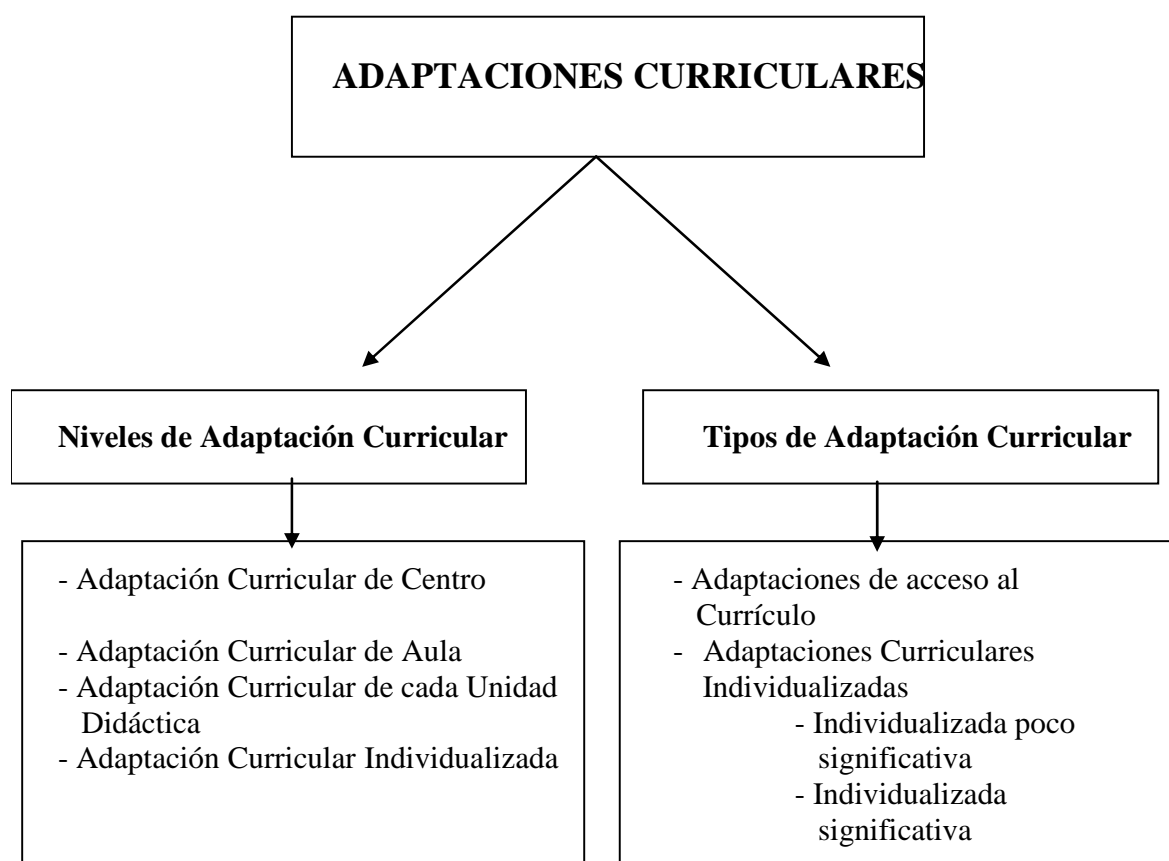 ADAPTACIONES CURRICULARES
Niveles de Adaptación Curricular
- Adaptación Curricular de Centro
- Adaptación Curricular de Aula
- Adaptación Curricular de cada Unidad
Didáctica
- Adaptación Curricular Individualizada
Tipos de Adaptación Curricular
- Adaptaciones de acceso al
Currículo
- Adaptaciones Curriculares
Individualizadas
- Individualizada poco
significativa
- Individualizada
significativa